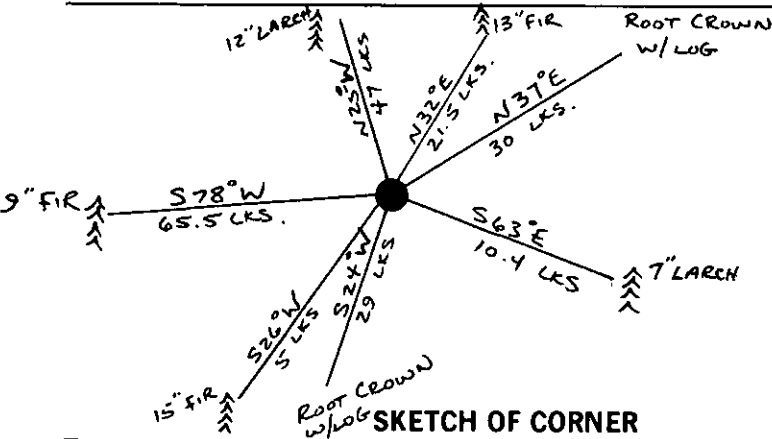 12" LARCH
N25°W
47 LKS
13" FIR
N32°E
21.5 LKS.
ROOT CROWN
W/ LOG
N37°E
30 LKS.
9" FIR
S78°W
65.5 LKS.
S63°E
10.4 LKS
7" LARCH
S26°W
5 LKS
15" FIR
S24°W
29 LKS
ROOT CROWN
W/LOG
SKETCH OF CORNER